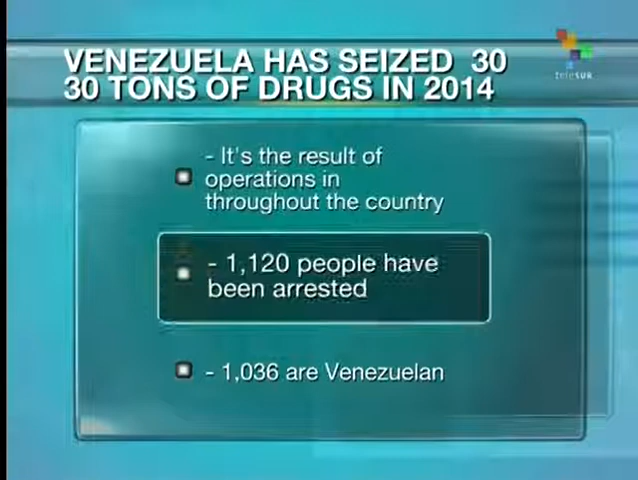 VENEZUELA HAS SEIZED 30
30 TONS OF DRUGS IN 2014
teleSUR
- It's the result of
operations in
throughout the country
- 1,120 people have
been arrested
- 1,036 are Venezuelan